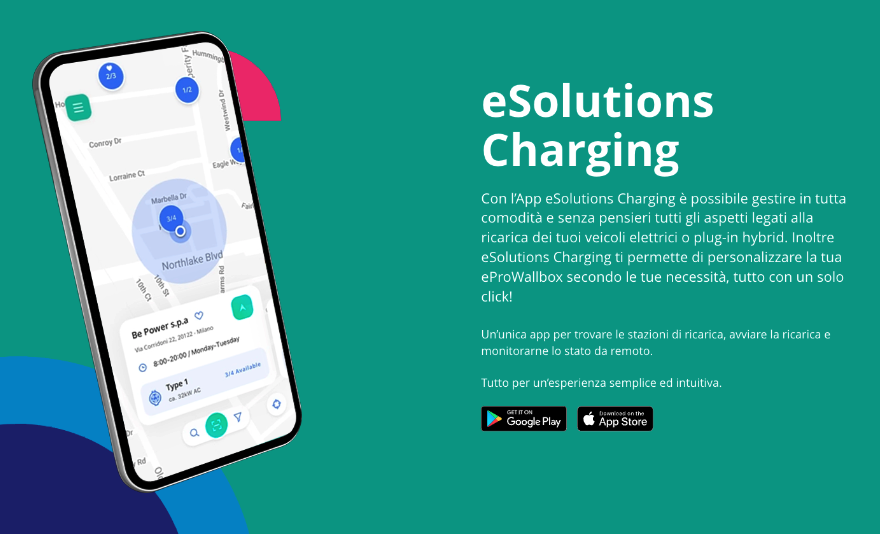 eSolutions
Charging
Con l'App eSolutions Charging è possibile gestire in tutta
comodità e senza pensieri tutti gli aspetti legati alla
ricarica dei tuoi veicoli elettrici o plug-in hybrid. Inoltre
eSolutions Charging ti permette di personalizzare la tua
eProWallbox secondo le tue necessità, tutto con un solo
click!
Un'unica app per trovare le stazioni di ricarica, avviare la ricarica e
monitorarne lo stato da remoto.
Tutto per un'esperienza semplice ed intuitiva.
GET IT ON
Google Play
Download on the
App Store
2/3
Humming
1/2
Westwind Dr
Conroy Dr
Lorraine Ct
Eagle W
Marbella Dr
3/4
Northlake Blvd
10th Ct
10th St
arms Rd
Be Power s.p.a
A
Via Corridoni 22, 20122 - Milano
8:00-20:00 / Monday-Tuesday
Type 1
ca. 32kW AC
3/4 Available
Dr
y Rd